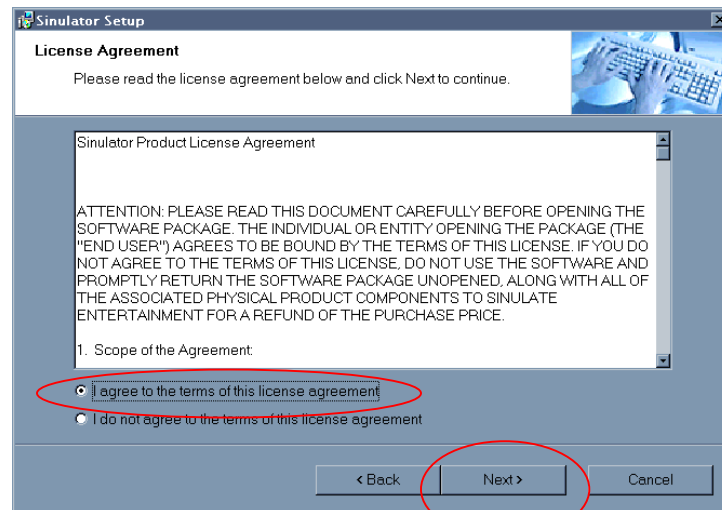 Sinulator Setup
License Agreement
Please read the license agreement below and click Next to continue.
Sinulator Product License Agreement
ATTENTION: PLEASE READ THIS DOCUMENT CAREFULLY BEFORE OPENING THE
SOFTWARE PACKAGE. THE INDIVIDUAL OR ENTITY OPENING THE PACKAGE (THE
"END USER") AGREES TO BE BOUND BY THE TERMS OF THIS LICENSE. IF YOU DO
NOT AGREE TO THE TERMS OF THIS LICENSE, DO NOT USE THE SOFTWARE AND
PROMPTLY RETURN THE SOFTWARE PACKAGE UNOPENED, ALONG WITH ALL OF
THE ASSOCIATED PHYSICAL PRODUCT COMPONENTS TO SINULATE
ENTERTAINMENT FOR A REFUND OF THE PURCHASE PRICE.
1. Scope of the Agreement:
I agree to the terms of this license agreement
I do not agree to the terms of this license agreement
< Back Next > Cancel